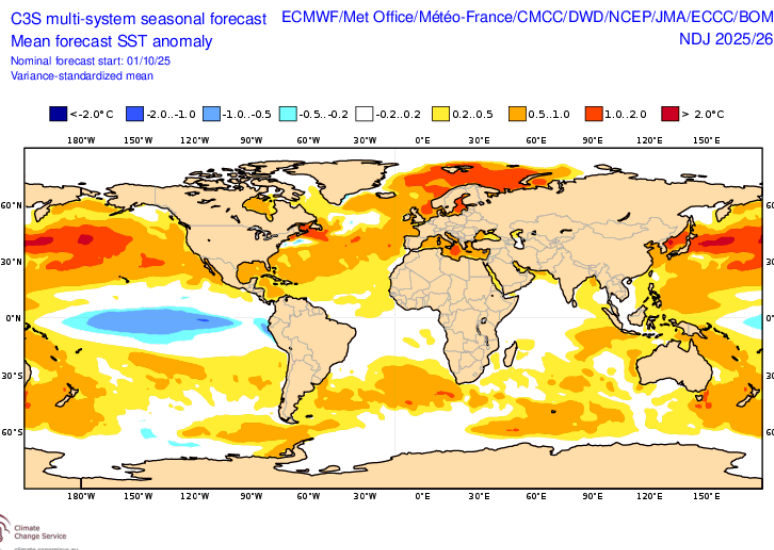 C3S multi-system seasonal forecast ECMWF/Met Office/Météo-France/CMCC/DWD/NCEP/JMA/ECCC/BOM
Mean forecast SST anomaly NDJ 2025/26
Nominal forecast start: 01/10/25
Variance-standardized mean
<-2.0°C -2.0..-1.0 -1.0..-0.5 -0.5..-0.2 -0.2..0.2 0.2..0.5 0.5..1.0 1.0..2.0 > 2.0°C
180°W 150°W 120°W 90°W 60°W 30°W 0°E 30°E 60°E 90°E 120°E 150°E
60°N 60
30°N 30
0°N 0°
30°S 30
60°S 60
180°W 150°W 120°W 90°W 60°W 30°W 0°E 30°E 60°E 90°E 120°E 150°E
Climate
Change Service